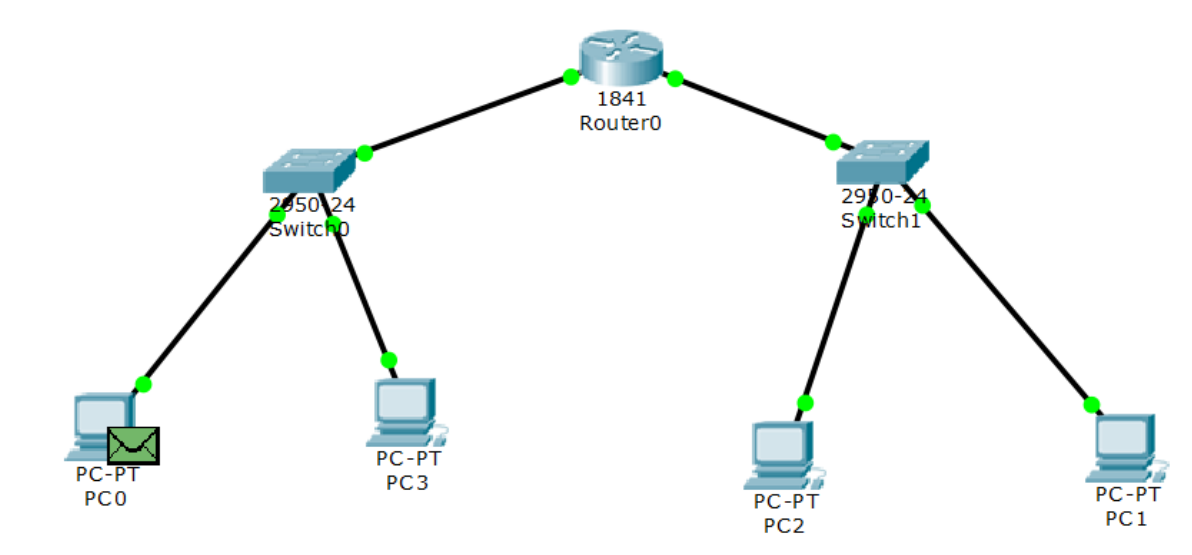 1841
Router0
2950-24
Switch0
2950-24
Switch1
PC-PT
PC0
PC-PT
PC3
PC-PT
PC2
PC-PT
PC1